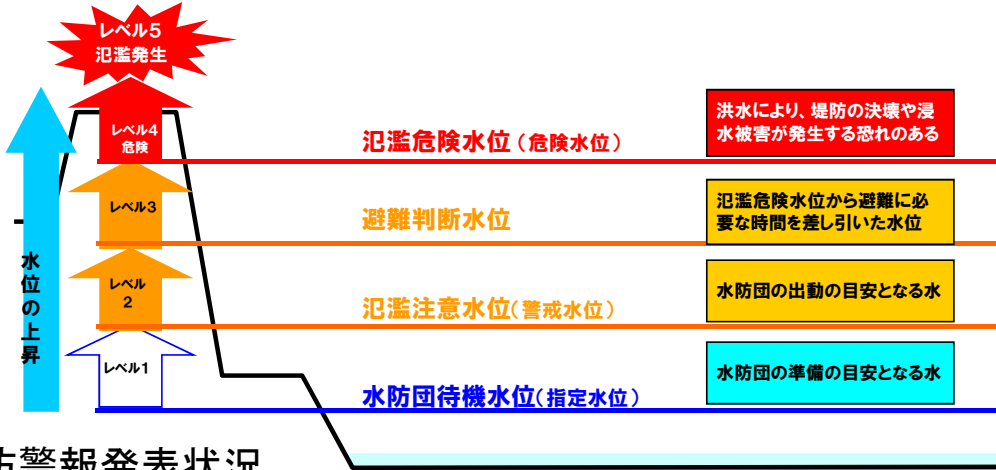 レベル5
氾濫発生
レベル4
危険
氾濫危険水位(危険水位)
洪水により、堤防の決壊や浸
水被害が発生する恐れのある
レベル3
避難判断水位
氾濫危険水位から避難に必
要な時間を差し引いた水位
水位の上昇
レベル
2
氾濫注意水位(警戒水位)
水防団の出動の目安となる水
レベル1
水防団待機水位(指定水位)
水防団の準備の目安となる水
警報発表状況